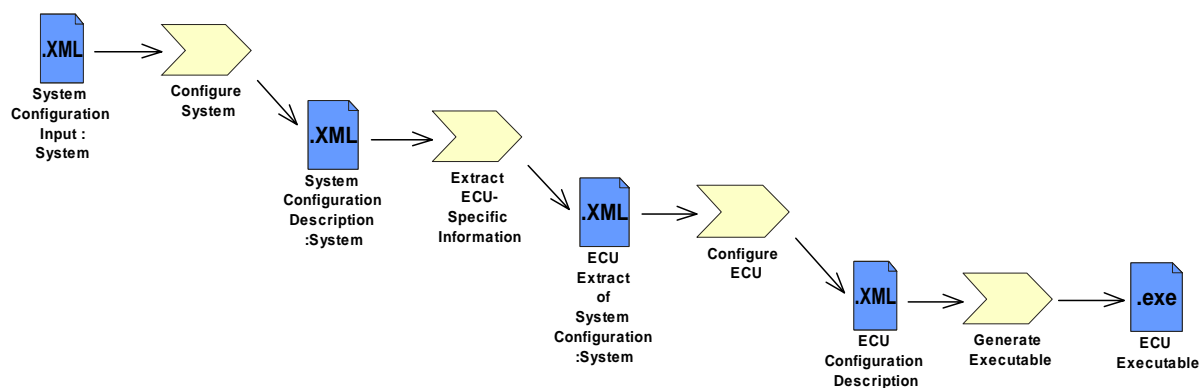 .XML
System
Configuration
Input :
System
Configure
System
.XML
System
Configuration
Description
:System
Extract
ECU-
Specific
Information
.XML
ECU
Extract
of
System
Configuration
:System
Configure
ECU
.XML
ECU
Configuration
Description
Generate
Executable
.exe
ECU
Executable